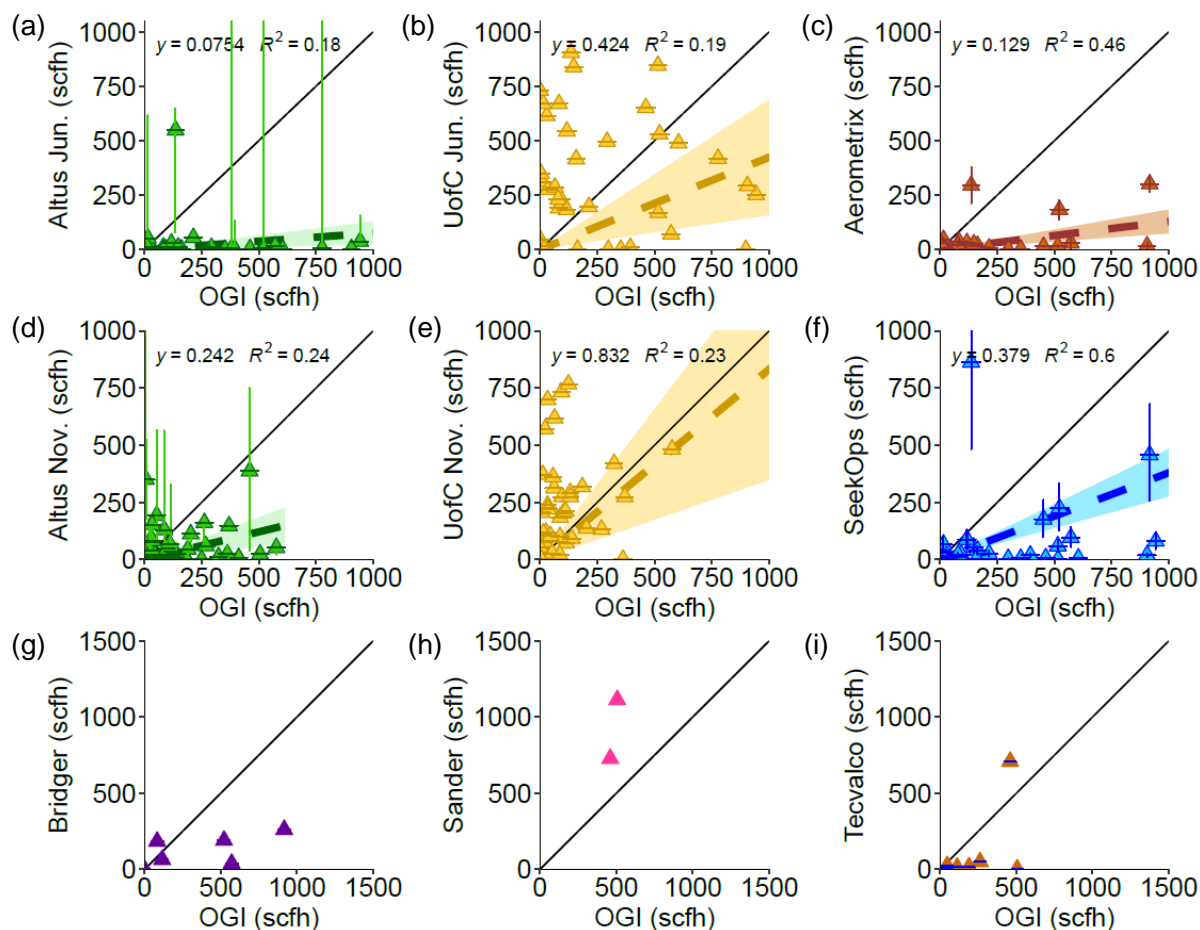 (a)
y = 0.0754 R² = 0.18
1000
750
500
250
0
Altus Jun. (scfh)
0 250 500 750 1000
OGI (scfh)
(b)
y = 0.424 R² = 0.19
1000
750
500
250
0
UofC Jun. (scfh)
0 250 500 750 1000
OGI (scfh)
(c)
y = 0.129 R² = 0.46
1000
750
500
250
0
Aerometrix (scfh)
0 250 500 750 1000
OGI (scfh)
(d)
y = 0.242 R² = 0.24
1000
750
500
250
0
Altus Nov. (scfh)
0 250 500 750 1000
OGI (scfh)
(e)
y = 0.832 R² = 0.23
1000
750
500
250
0
UofC Nov. (scfh)
0 250 500 750 1000
OGI (scfh)
(f)
y = 0.379 R² = 0.6
1000
750
500
250
0
SeekOps (scfh)
0 250 500 750 1000
OGI (scfh)
(g)
1500
1000
500
0
Bridger (scfh)
0 500 1000 1500
OGI (scfh)
(h)
1500
1000
500
0
Sander (scfh)
0 500 1000 1500
OGI (scfh)
(i)
1500
1000
500
0
Tecvalco (scfh)
0 500 1000 1500
OGI (scfh)